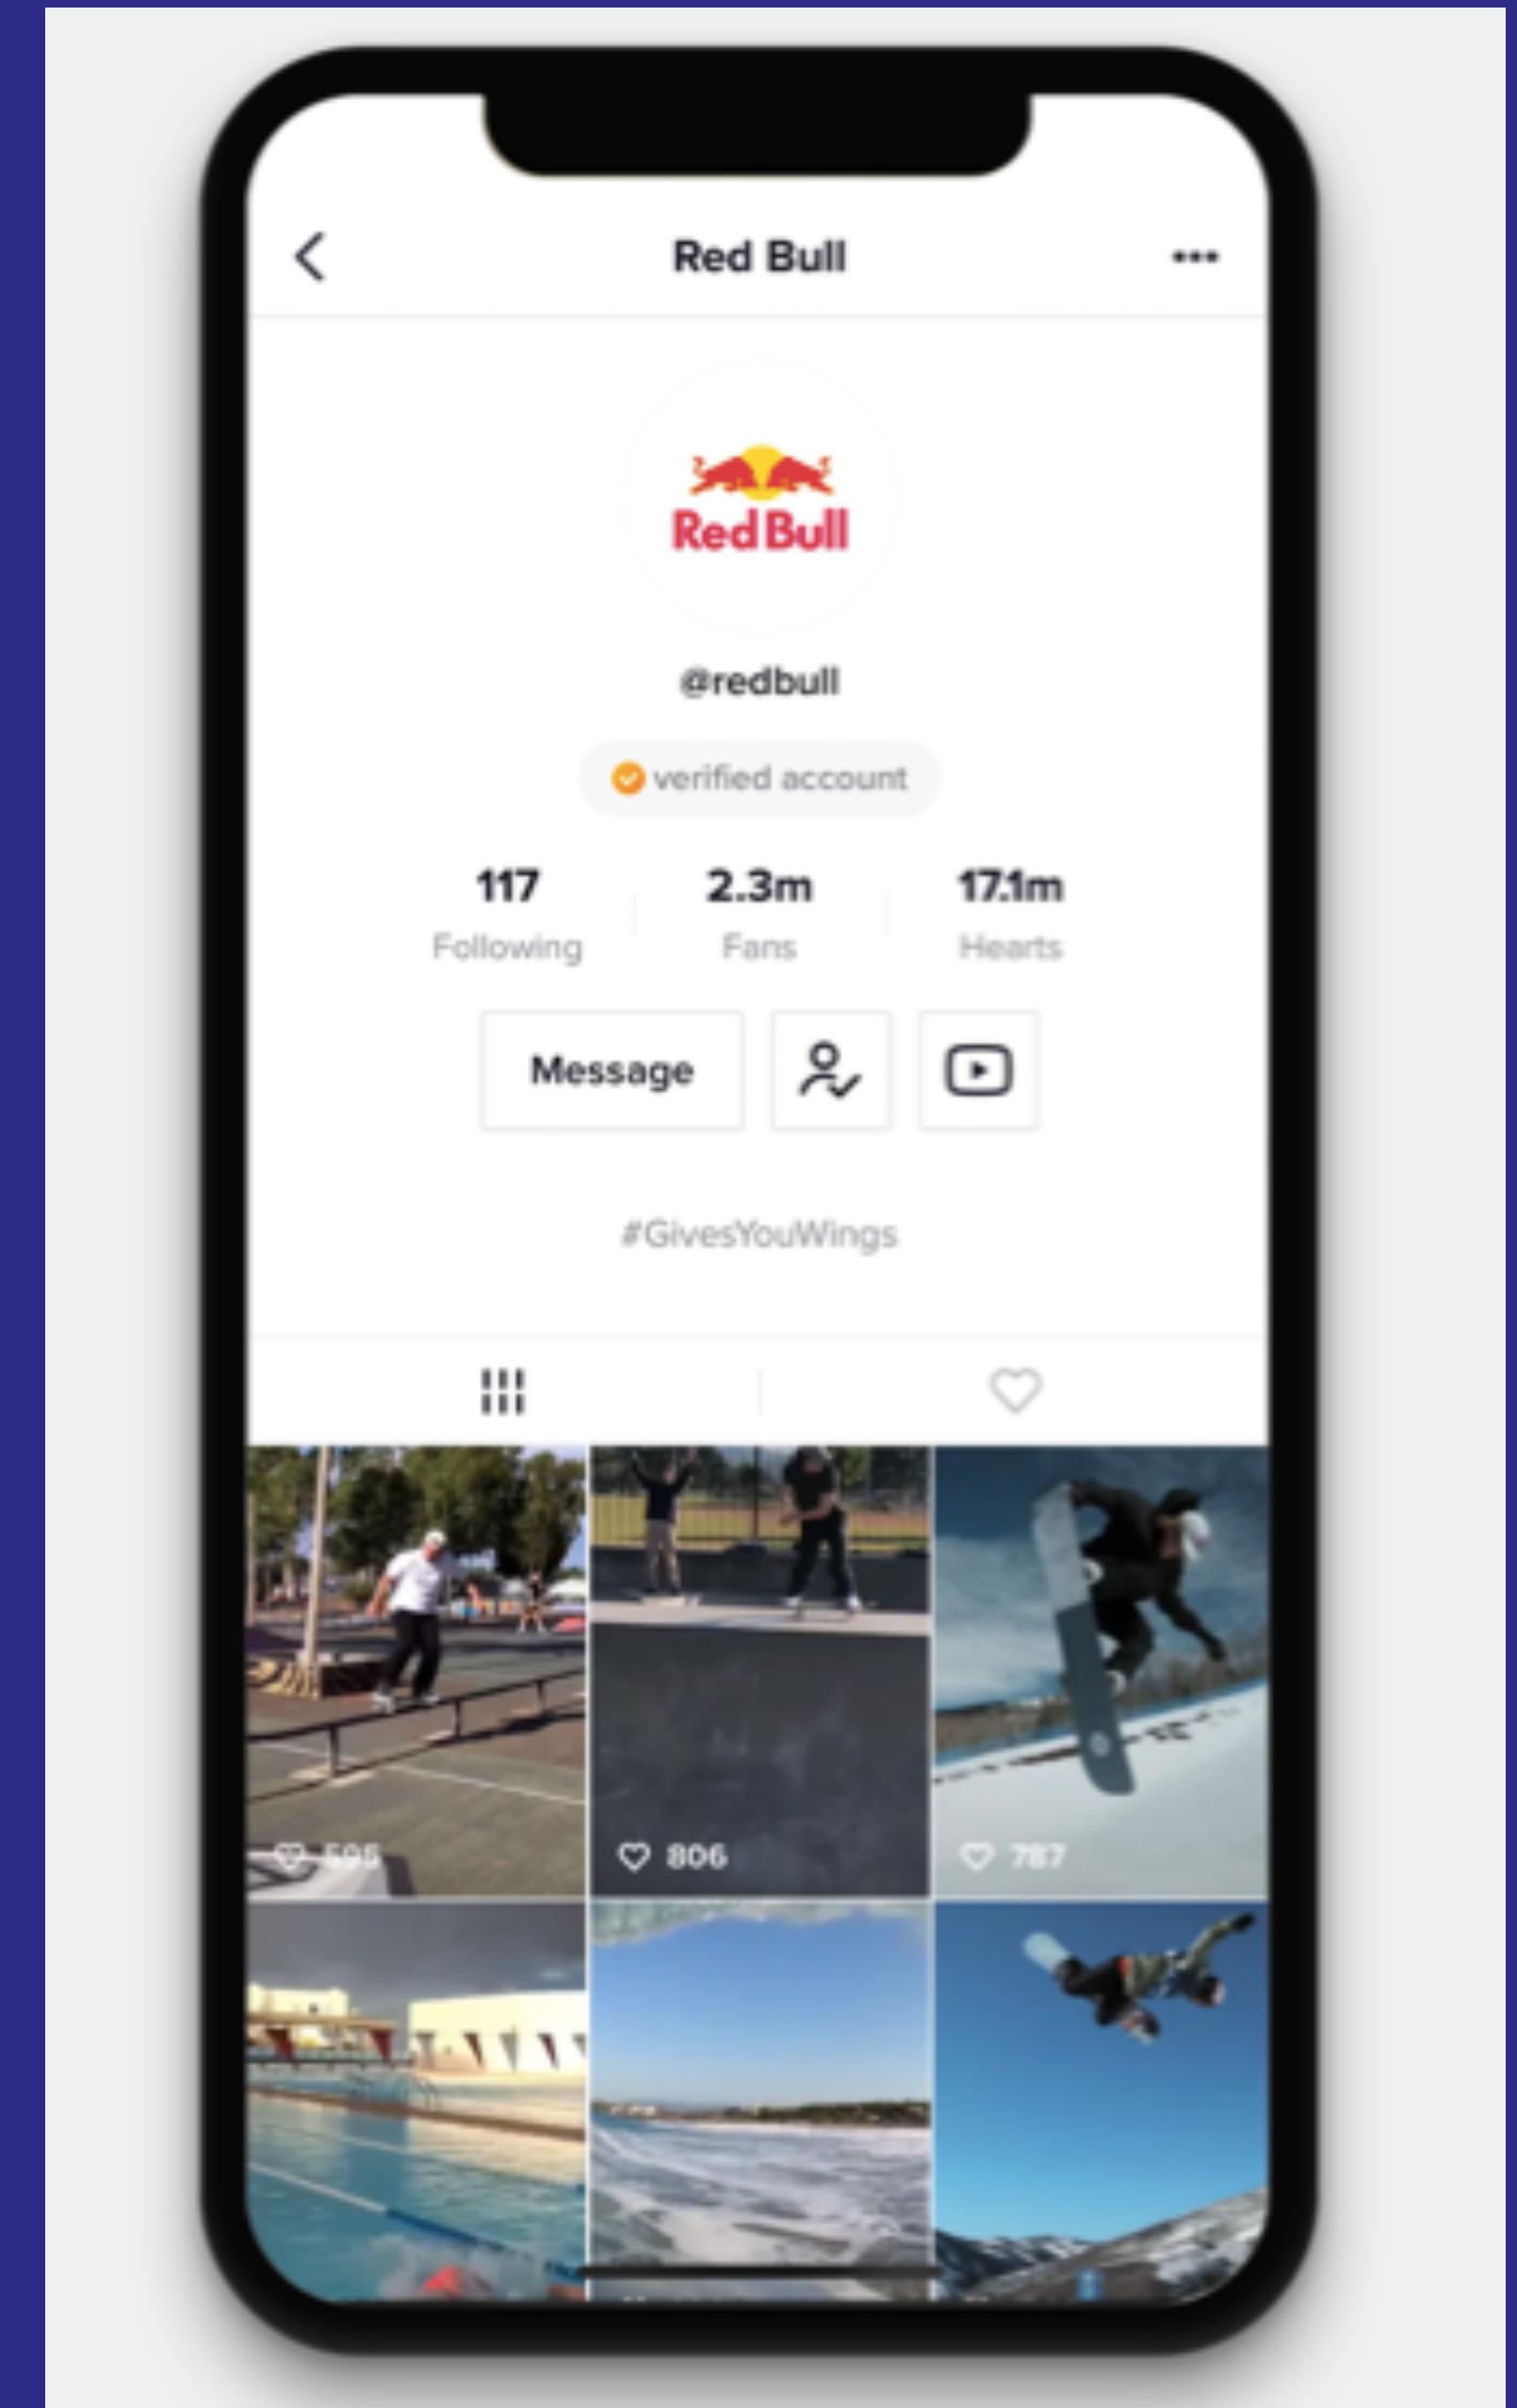 Red Bull
Red Bull
@redbull
verified account
117 2.3m 17.1m
Following Fans Hearts
Message
#GivesYouWings
595 806 787